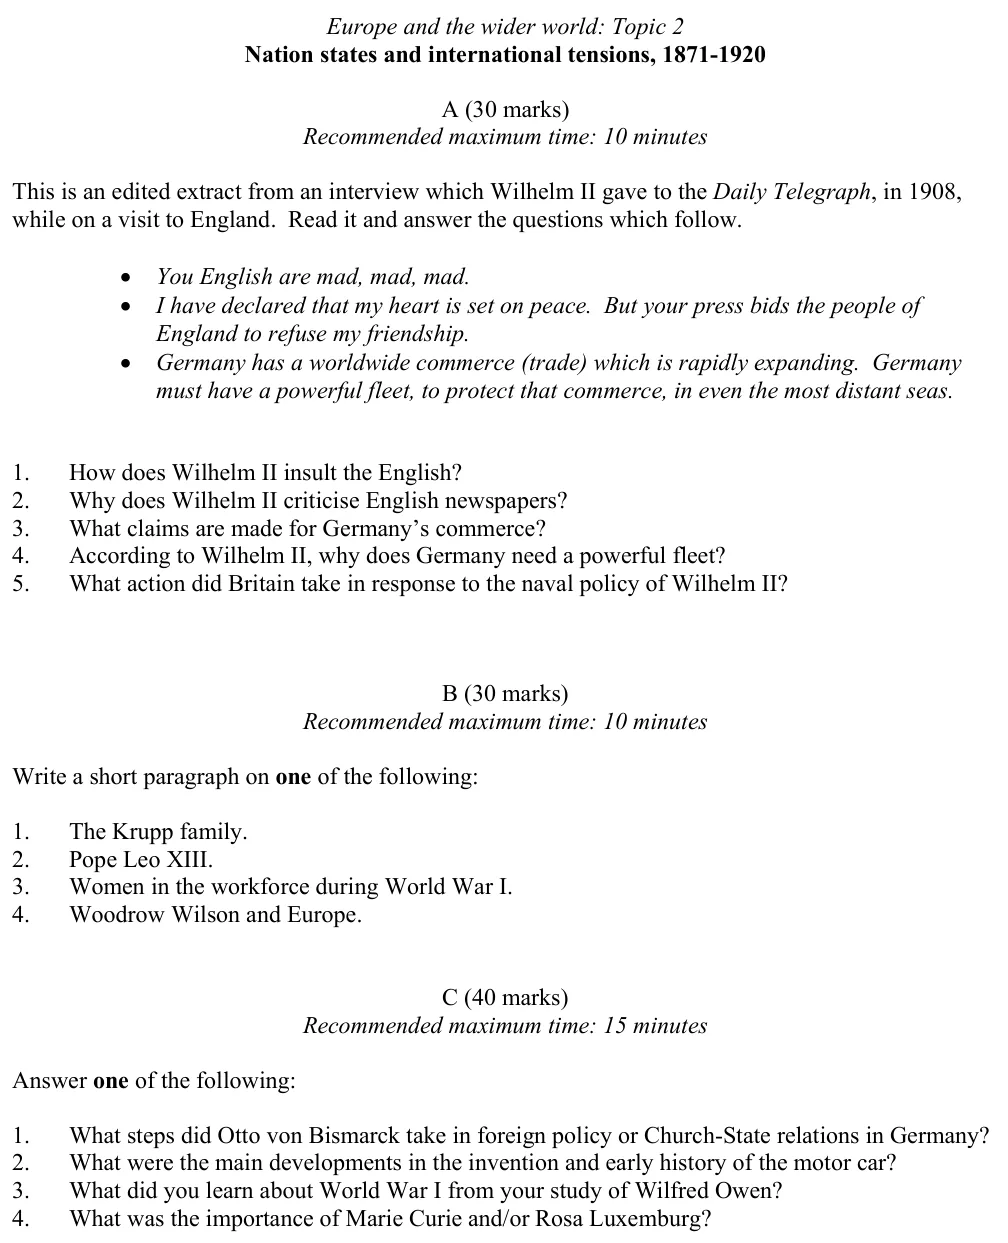 Europe and the wider world: Topic 2
Nation states and international tensions, 1871-1920
A (30 marks)
Recommended maximum time: 10 minutes
This is an edited extract from an interview which Wilhelm II gave to the Daily Telegraph, in 1908,
while on a visit to England.  Read it and answer the questions which follow.
• You English are mad, mad, mad.
• I have declared that my heart is set on peace.  But your press bids the people of
England to refuse my friendship.
• Germany has a worldwide commerce (trade) which is rapidly expanding.  Germany
must have a powerful fleet, to protect that commerce, in even the most distant seas.
1. How does Wilhelm II insult the English?
2. Why does Wilhelm II criticise English newspapers?
3. What claims are made for Germany’s commerce?
4. According to Wilhelm II, why does Germany need a powerful fleet?
5. What action did Britain take in response to the naval policy of Wilhelm II?
B (30 marks)
Recommended maximum time: 10 minutes
Write a short paragraph on one of the following:
1. The Krupp family.
2. Pope Leo XIII.
3. Women in the workforce during World War I.
4. Woodrow Wilson and Europe.
C (40 marks)
Recommended maximum time: 15 minutes
Answer one of the following:
1. What steps did Otto von Bismarck take in foreign policy or Church-State relations in Germany?
2. What were the main developments in the invention and early history of the motor car?
3. What did you learn about World War I from your study of Wilfred Owen?
4. What was the importance of Marie Curie and/or Rosa Luxemburg?